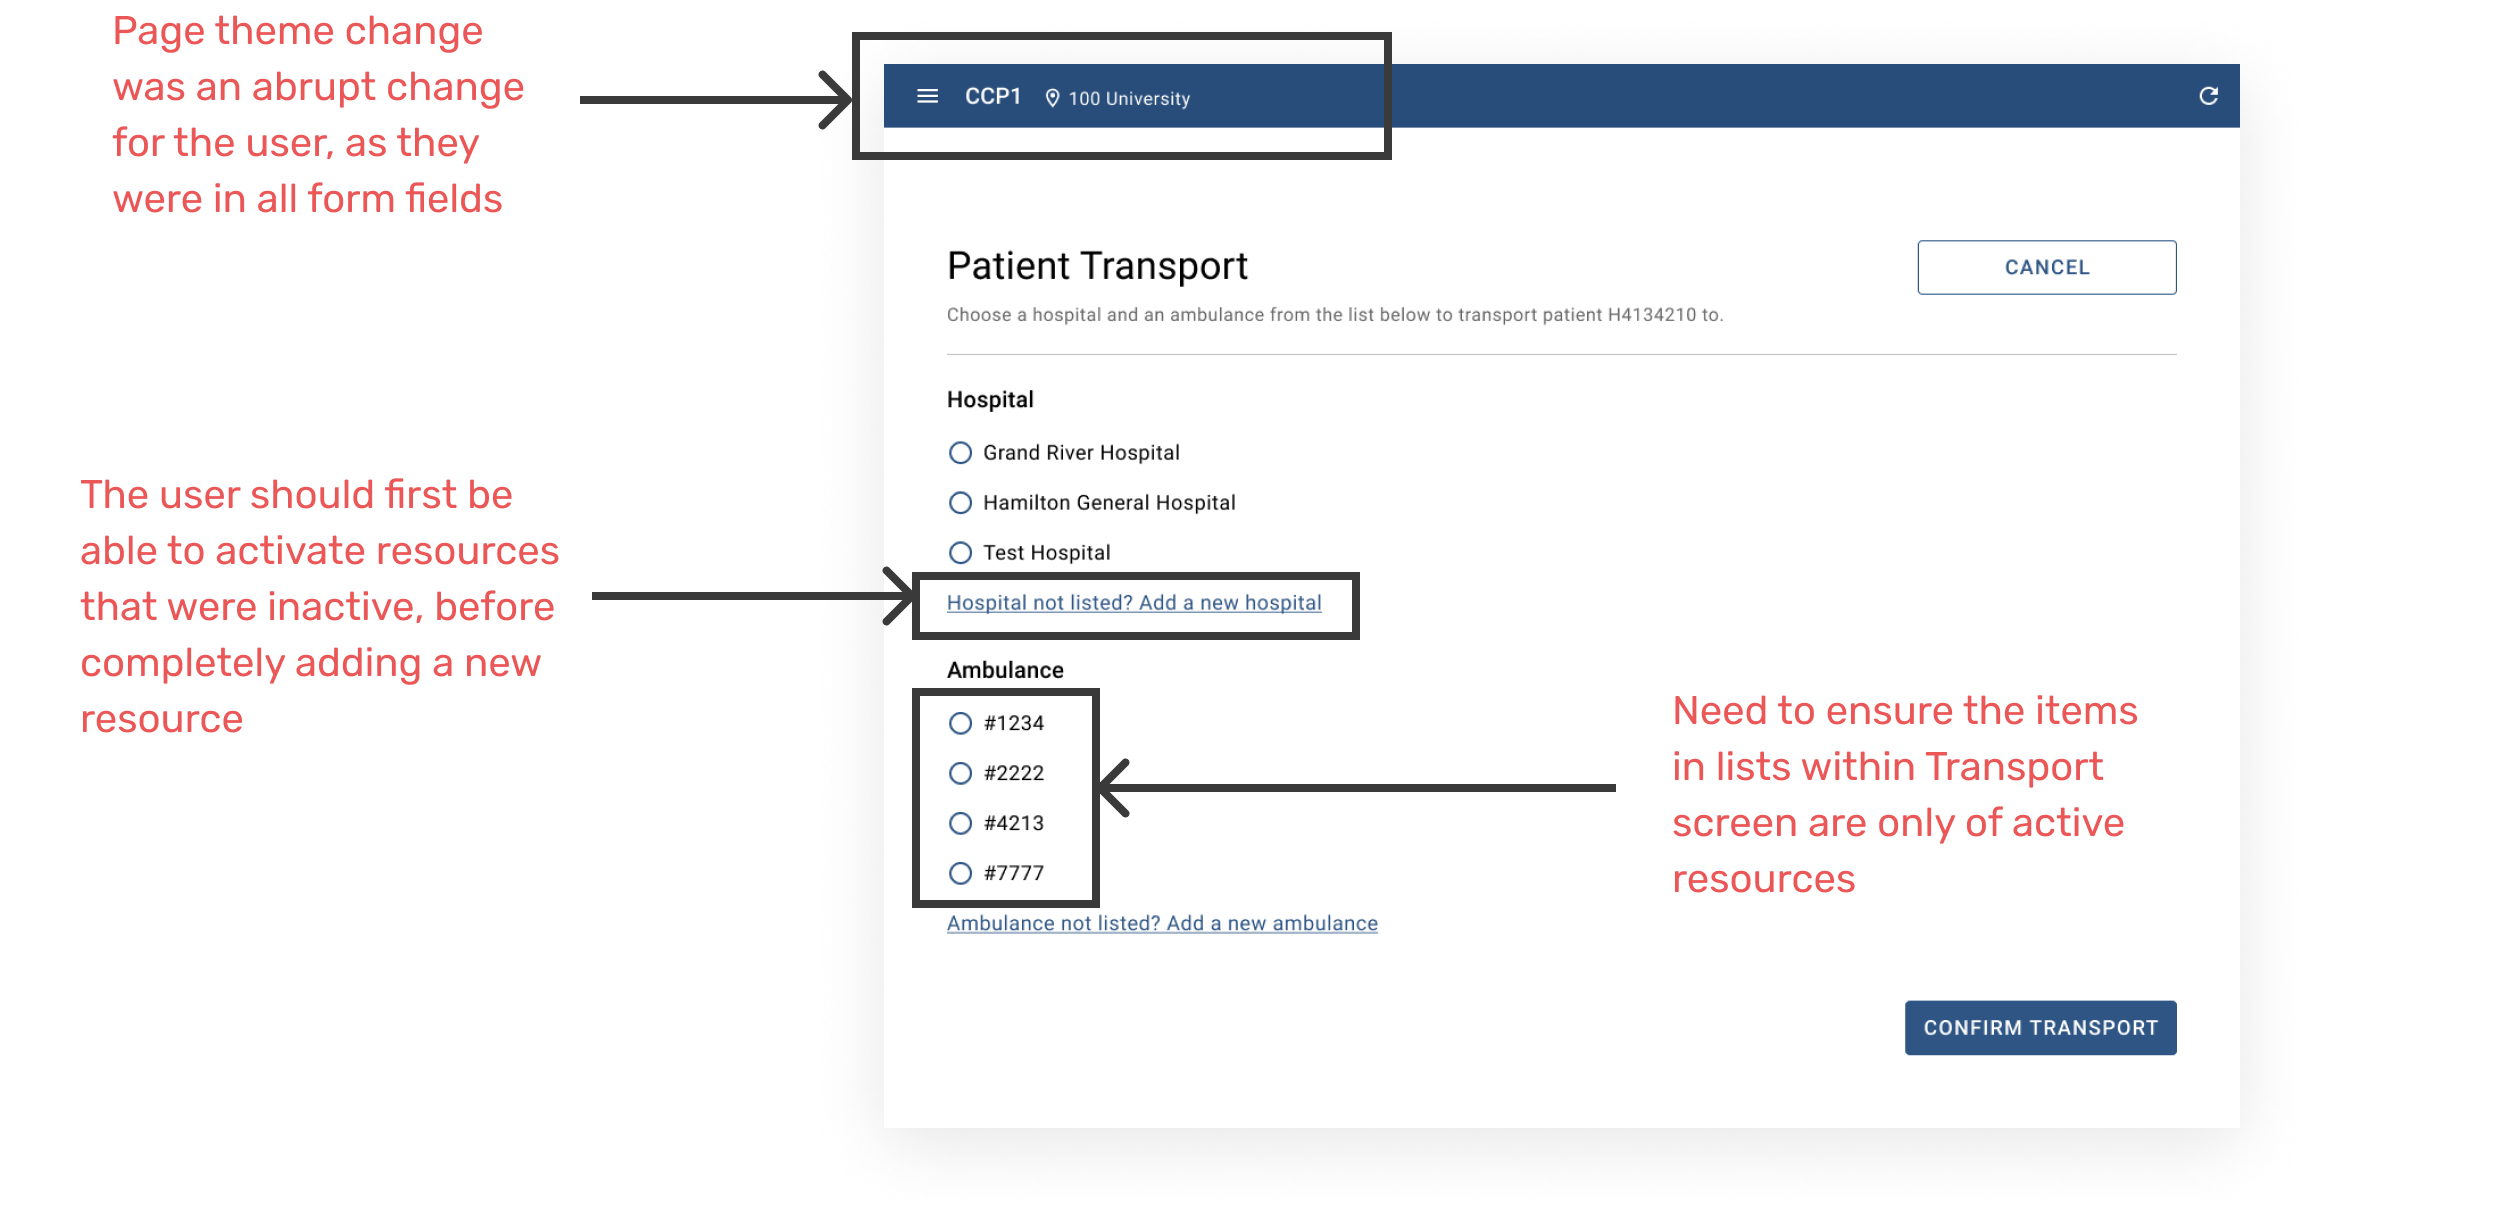 Page theme change
was an abrupt change
for the user, as they
were in all form fields
CCP1 100 University
Patient Transport
CANCEL
Choose a hospital and an ambulance from the list below to transport patient H4134210 to.
Hospital
Grand River Hospital
Hamilton General Hospital
Test Hospital
Hospital not listed? Add a new hospital
The user should first be
able to activate resources
that were inactive, before
completely adding a new
resource
Ambulance
#1234
#2222
#4213
#7777
Ambulance not listed? Add a new ambulance
Need to ensure the items
in lists within Transport
screen are only of active
resources
CONFIRM TRANSPORT